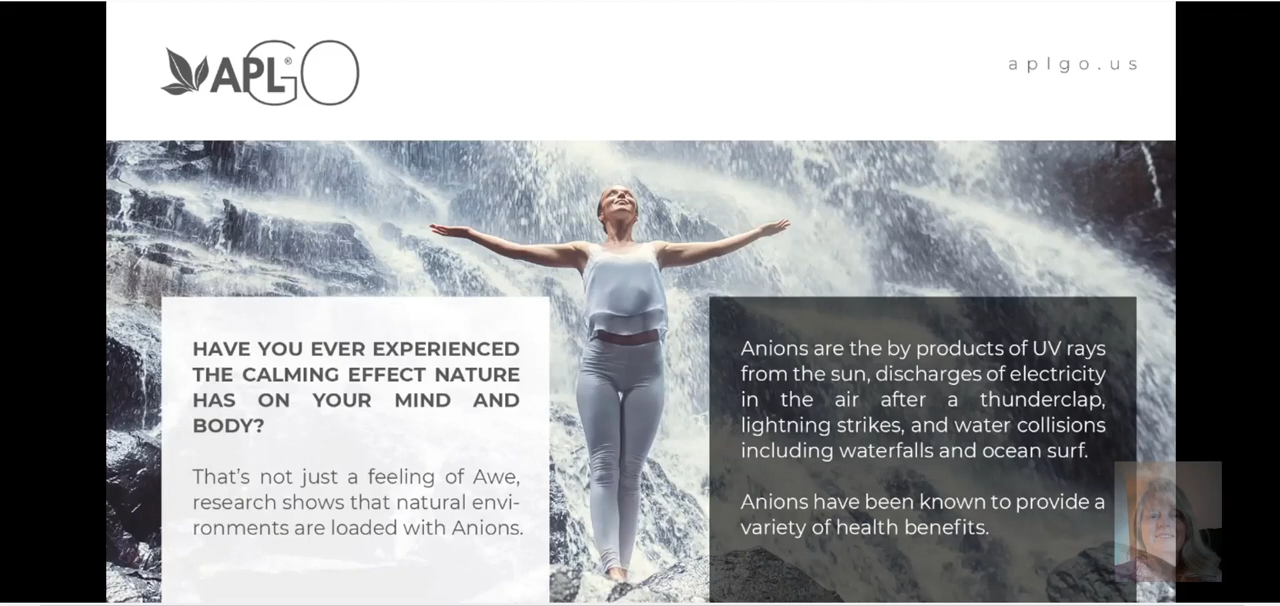 APL® GO
aplgo.us
HAVE YOU EVER EXPERIENCED
THE CALMING EFFECT NATURE
HAS ON YOUR MIND AND
BODY?
That's not just a feeling of Awe,
research shows that natural envi-
ronments are loaded with Anions.
Anions are the by products of UV rays
from the sun, discharges of electricity
in the air after a thunderclap,
lightning strikes, and water collisions
including waterfalls and ocean surf.
Anions have been known to provide a
variety of health benefits.